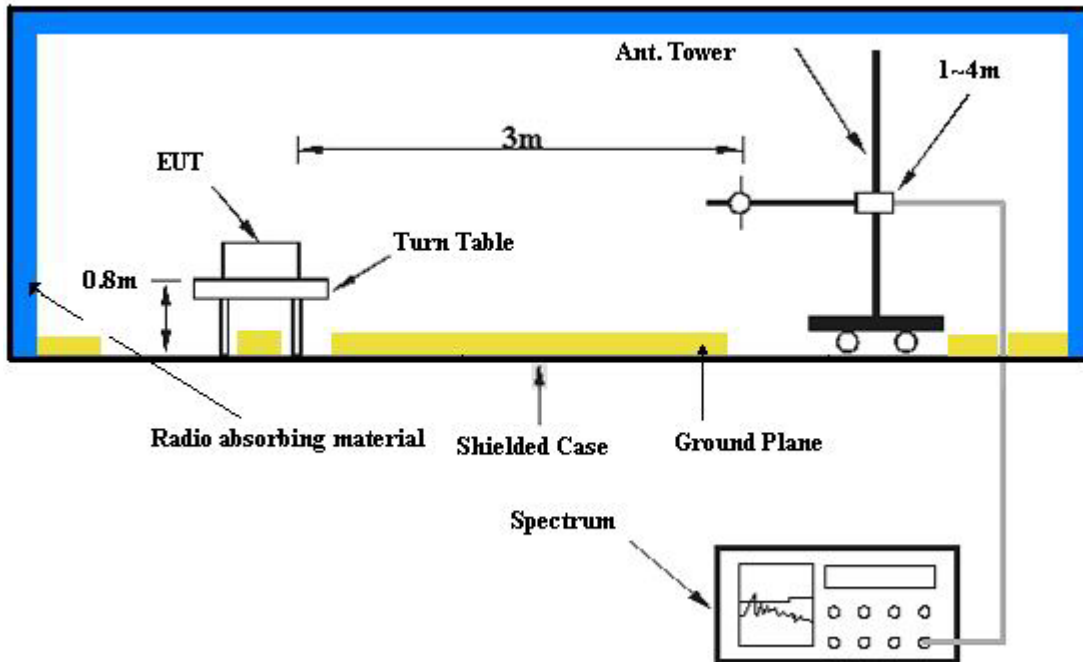 Ant. Tower
1~4m
3m
EUT
Turn Table
0.8m
Radio absorbing material
Shielded Case
Ground Plane
Spectrum